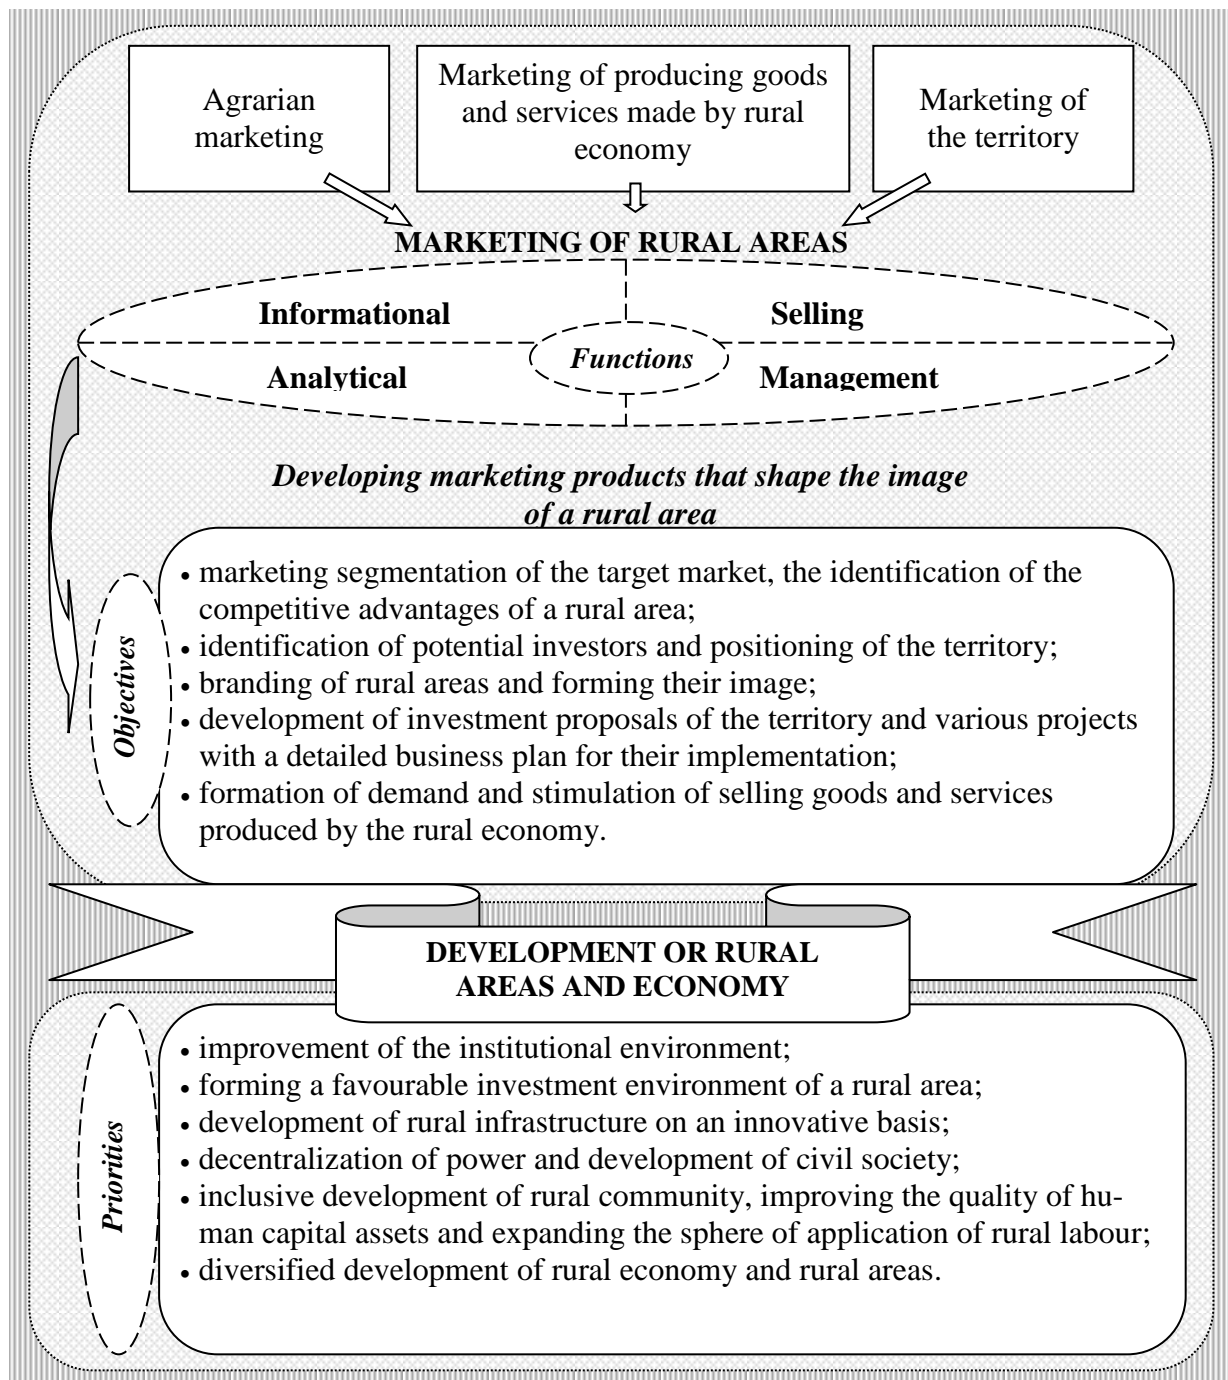 Agrarian
marketing
Marketing of producing goods
and services made by rural
economy
Marketing of
the territory
MARKETING OF RURAL AREAS
Informational
Selling
Functions
Analytical
Management
Developing marketing products that shape the image
of a rural area
Objectives
• marketing segmentation of the target market, the identification of the
competitive advantages of a rural area;
• identification of potential investors and positioning of the territory;
• branding of rural areas and forming their image;
• development of investment proposals of the territory and various projects
with a detailed business plan for their implementation;
• formation of demand and stimulation of selling goods and services
produced by the rural economy.
DEVELOPMENT OR RURAL
AREAS AND ECONOMY
Priorities
• improvement of the institutional environment;
• forming a favourable investment environment of a rural area;
• development of rural infrastructure on an innovative basis;
• decentralization of power and development of civil society;
• inclusive development of rural community, improving the quality of hu-
man capital assets and expanding the sphere of application of rural labour;
• diversified development of rural economy and rural areas.